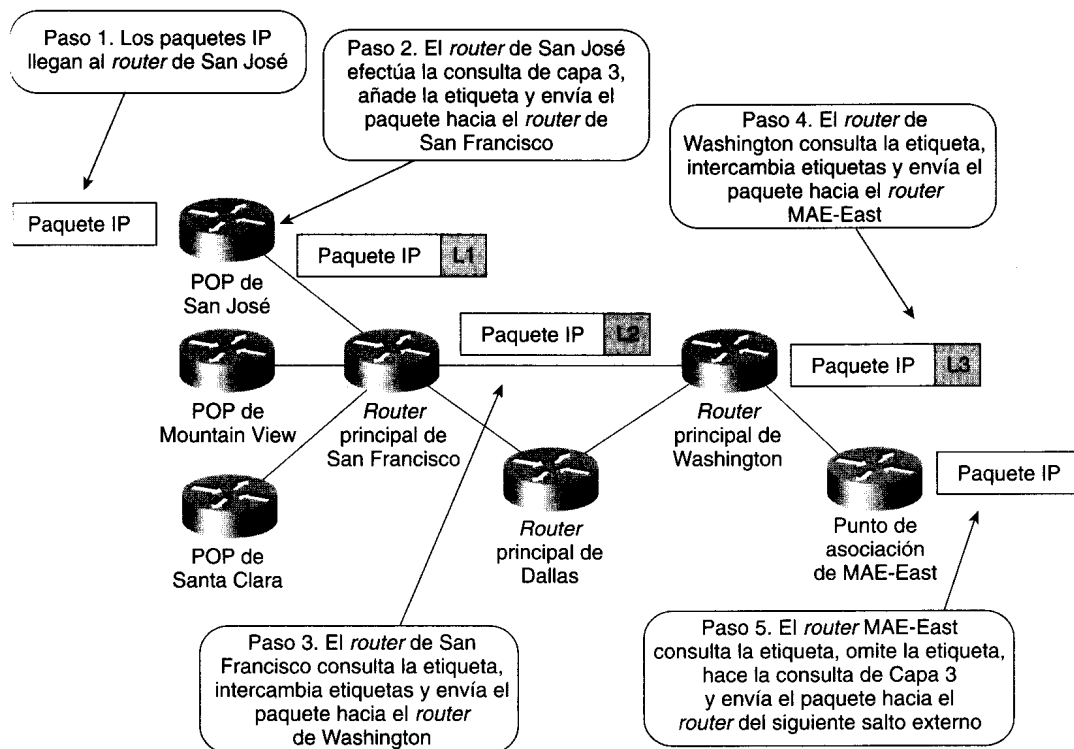 Paso 1. Los paquetes IP
llegan al router de San José
Paso 2. El router de San José
efectúa la consulta de capa 3,
añade la etiqueta y envía el
paquete hacia el router de
San Francisco
Paso 4. El router de
Washington consulta la etiqueta,
intercambia etiquetas y envía el
paquete hacia el router
MAE-East
Paquete IP
POP de
San José
Paquete IP L1
Paquete IP L2
Paquete IP L3
POP de
Mountain View
Router
principal de
San Francisco
Router
principal de
Washington
Paquete IP
POP de
Santa Clara
Router
principal de
Dallas
Punto de
asociación
de MAE-East
Paso 3. El router de San
Francisco consulta la etiqueta,
intercambia etiquetas y envía el
paquete hacia el router
de Washington
Paso 5. El router MAE-East
consulta la etiqueta, omite la etiqueta,
hace la consulta de Capa 3
y envía el paquete hacia el
router del siguiente salto externo